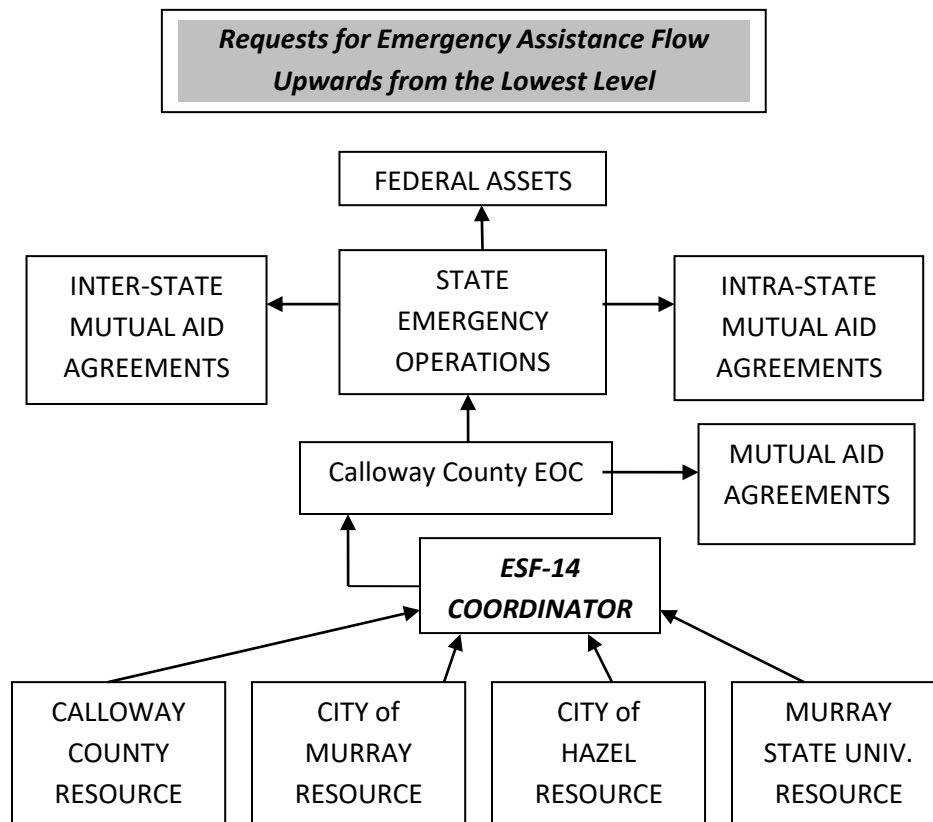 Requests for Emergency Assistance Flow
Upwards from the Lowest Level
FEDERAL ASSETS
INTER-STATE
MUTUAL AID
AGREEMENTS
STATE
EMERGENCY
OPERATIONS
INTRA-STATE
MUTUAL AID
AGREEMENTS
Calloway County EOC
MUTUAL AID
AGREEMENTS
ESF-14
COORDINATOR
CALLOWAY
COUNTY
RESOURCE
CITY of
MURRAY
RESOURCE
CITY of
HAZEL
RESOURCE
MURRAY
STATE UNIV.
RESOURCE